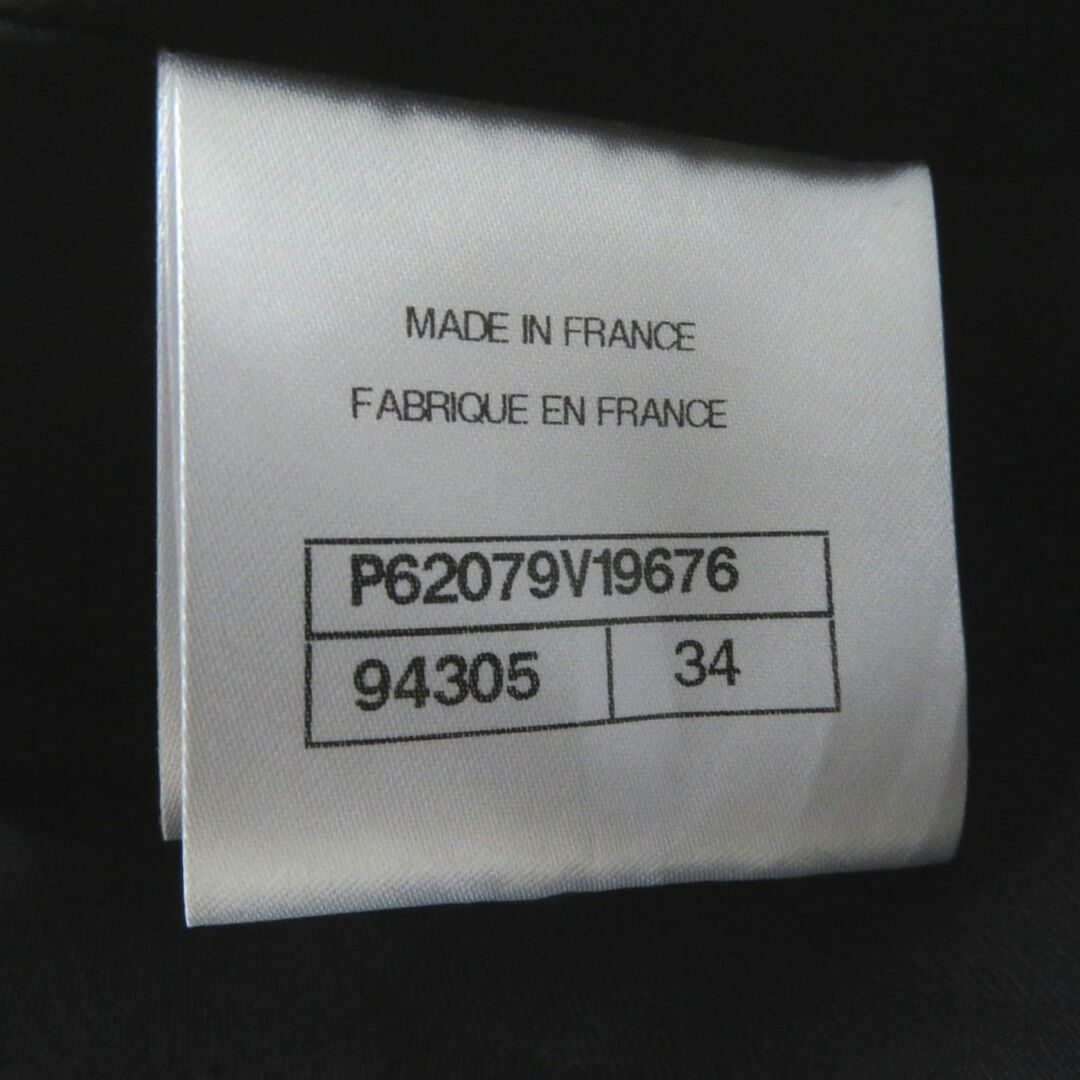 MADE IN FRANCE
FABRIQUE EN FRANCE
P62079V19676
94305 34